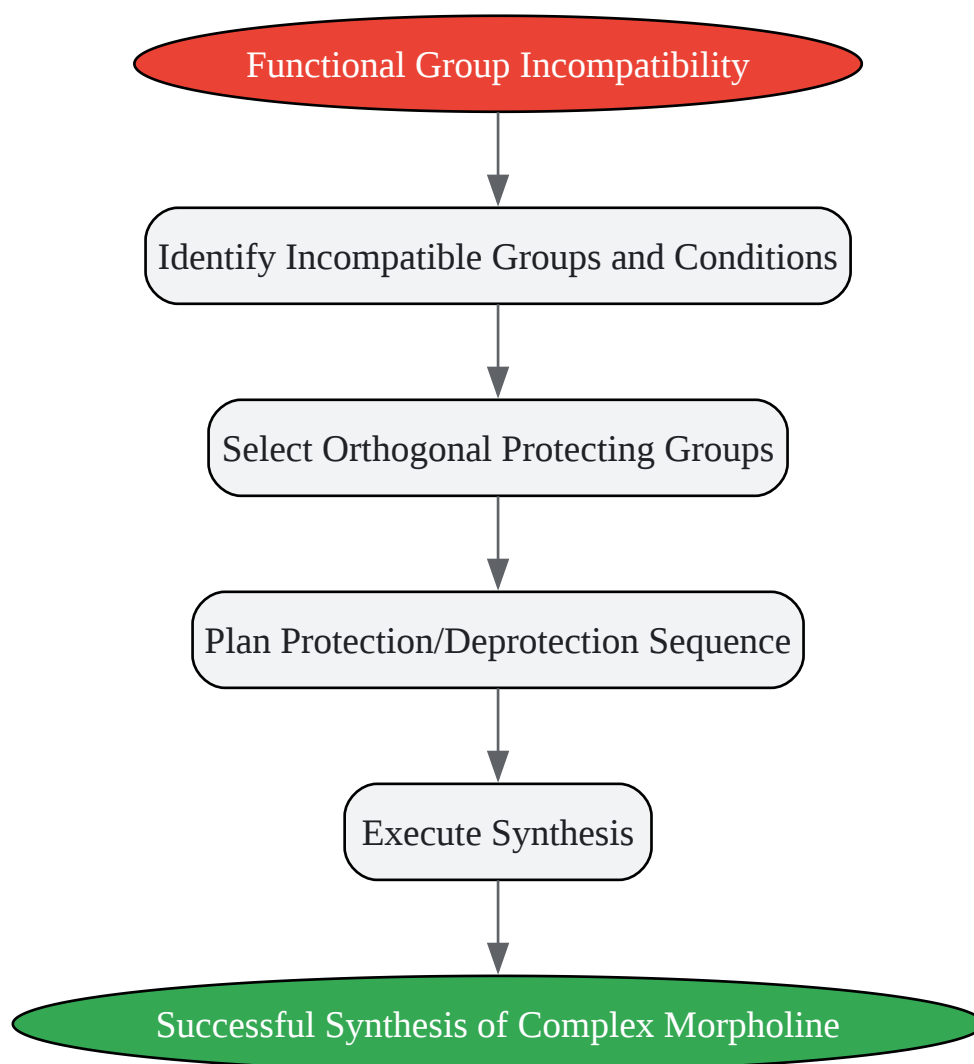 Functional Group Incompatibility
Identify Incompatible Groups and Conditions
Select Orthogonal Protecting Groups
Plan Protection/Deprotection Sequence
Execute Synthesis
Successful Synthesis of Complex Morpholine